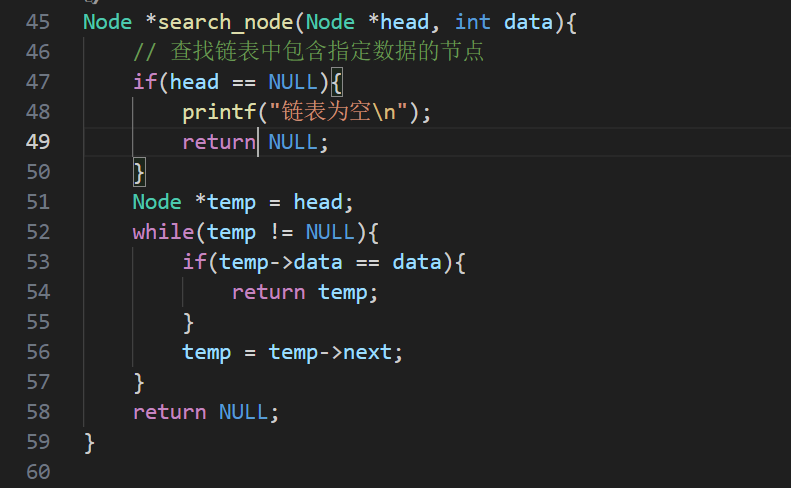 45 Node *search_node(Node *head, int data){
46     // 查找链表中包含指定数据的节点
47     if(head == NULL){
48         printf("链表为空\n");
49         return NULL;
50     }
51     Node *temp = head;
52     while(temp != NULL){
53         if(temp->data == data){
54             return temp;
55         }
56         temp = temp->next;
57     }
58     return NULL;
59 }
60